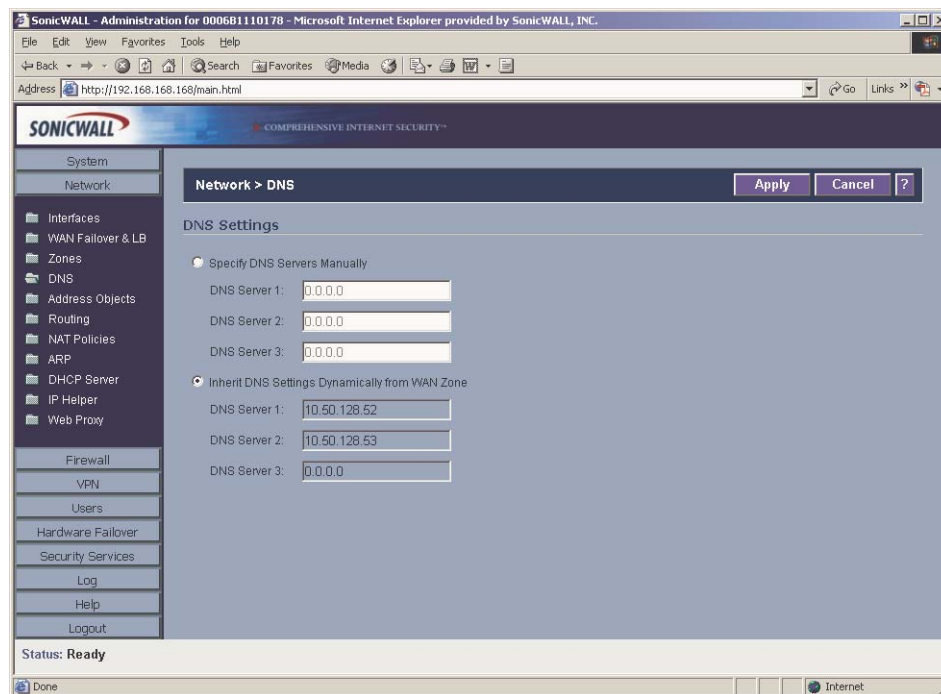 SonicWALL - Administration for 0006B1110178 - Microsoft Internet Explorer provided by SonicWALL, INC.
File Edit View Favorites Tools Help
Back Search Favorites Media
Address http://192.168.168.168/main.html Go Links »
SONICWALL COMPREHENSIVE INTERNET SECURITY™
System
Network
Network > DNS Apply Cancel ?
Interfaces
WAN Failover & LB
Zones
DNS
Address Objects
Routing
NAT Policies
ARP
DHCP Server
IP Helper
Web Proxy
Firewall
VPN
Users
Hardware Failover
Security Services
Log
Help
Logout
DNS Settings
Specify DNS Servers Manually
DNS Server 1: 0.0.0.0
DNS Server 2: 0.0.0.0
DNS Server 3: 0.0.0.0
Inherit DNS Settings Dynamically from WAN Zone
DNS Server 1: 10.50.128.52
DNS Server 2: 10.50.128.53
DNS Server 3: 0.0.0.0
Status: Ready
Done Internet